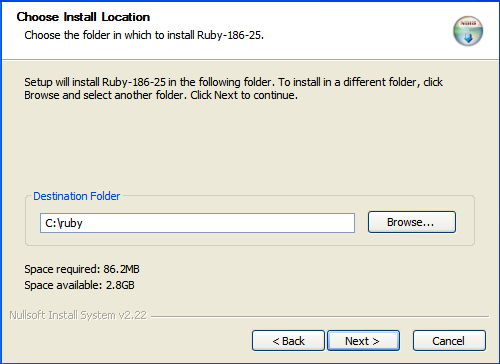 Choose Install Location
Choose the folder in which to install Ruby-186-25.
Setup will install Ruby-186-25 in the following folder. To install in a different folder, click
Browse and select another folder. Click Next to continue.
Destination Folder
C:\ruby
Browse...
Space required: 86.2MB
Space available: 2.8GB
Nullsoft Install System v2.22
< Back
Next >
Cancel